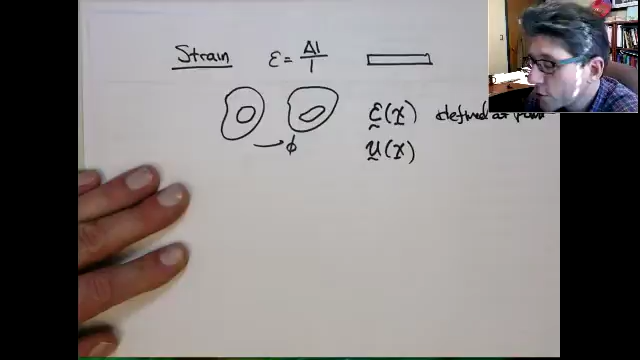 Strain ε = Δl / l
ε(x) defined at
ϕ
u(x)